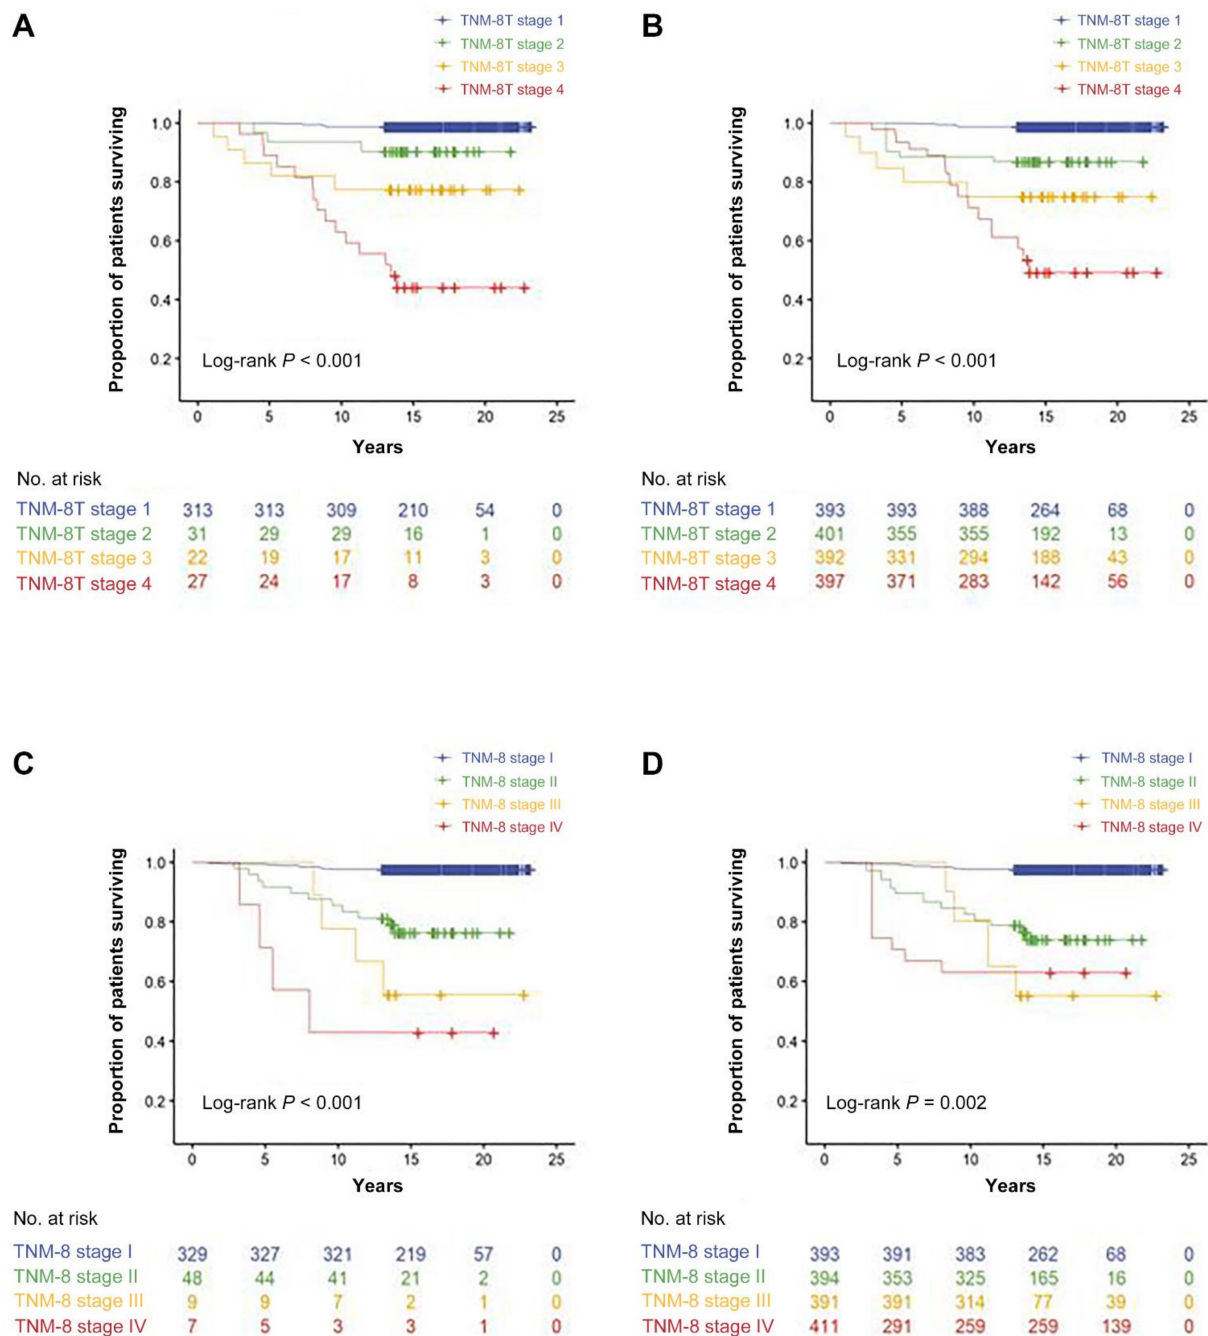 A
TNM-8T stage 1
TNM-8T stage 2
TNM-8T stage 3
TNM-8T stage 4
Proportion of patients surviving
1.0
0.8
0.6
0.4
0.2
Log-rank P < 0.001
0 5 10 15 20 25
Years
No. at risk
TNM-8T stage 1 313 313 309 210 54 0
TNM-8T stage 2 31 29 29 16 1 0
TNM-8T stage 3 22 19 17 11 3 0
TNM-8T stage 4 27 24 17 8 3 0
B
TNM-8T stage 1
TNM-8T stage 2
TNM-8T stage 3
TNM-8T stage 4
Proportion of patients surviving
1.0
0.8
0.6
0.4
0.2
Log-rank P < 0.001
0 5 10 15 20 25
Years
No. at risk
TNM-8T stage 1 393 393 388 264 68 0
TNM-8T stage 2 401 355 355 192 13 0
TNM-8T stage 3 392 331 294 188 43 0
TNM-8T stage 4 397 371 283 142 56 0
C
TNM-8 stage I
TNM-8 stage II
TNM-8 stage III
TNM-8 stage IV
Proportion of patients surviving
1.0
0.8
0.6
0.4
0.2
Log-rank P < 0.001
0 5 10 15 20 25
Years
No. at risk
TNM-8 stage I 329 327 321 219 57 0
TNM-8 stage II 48 44 41 21 2 0
TNM-8 stage III 9 9 7 2 1 0
TNM-8 stage IV 7 5 3 3 1 0
D
TNM-8 stage I
TNM-8 stage II
TNM-8 stage III
TNM-8 stage IV
Proportion of patients surviving
1.0
0.8
0.6
0.4
0.2
Log-rank P = 0.002
0 5 10 15 20 25
Years
No. at risk
TNM-8 stage I 393 391 383 262 68 0
TNM-8 stage II 394 353 325 165 16 0
TNM-8 stage III 391 391 314 77 39 0
TNM-8 stage IV 411 291 259 259 139 0